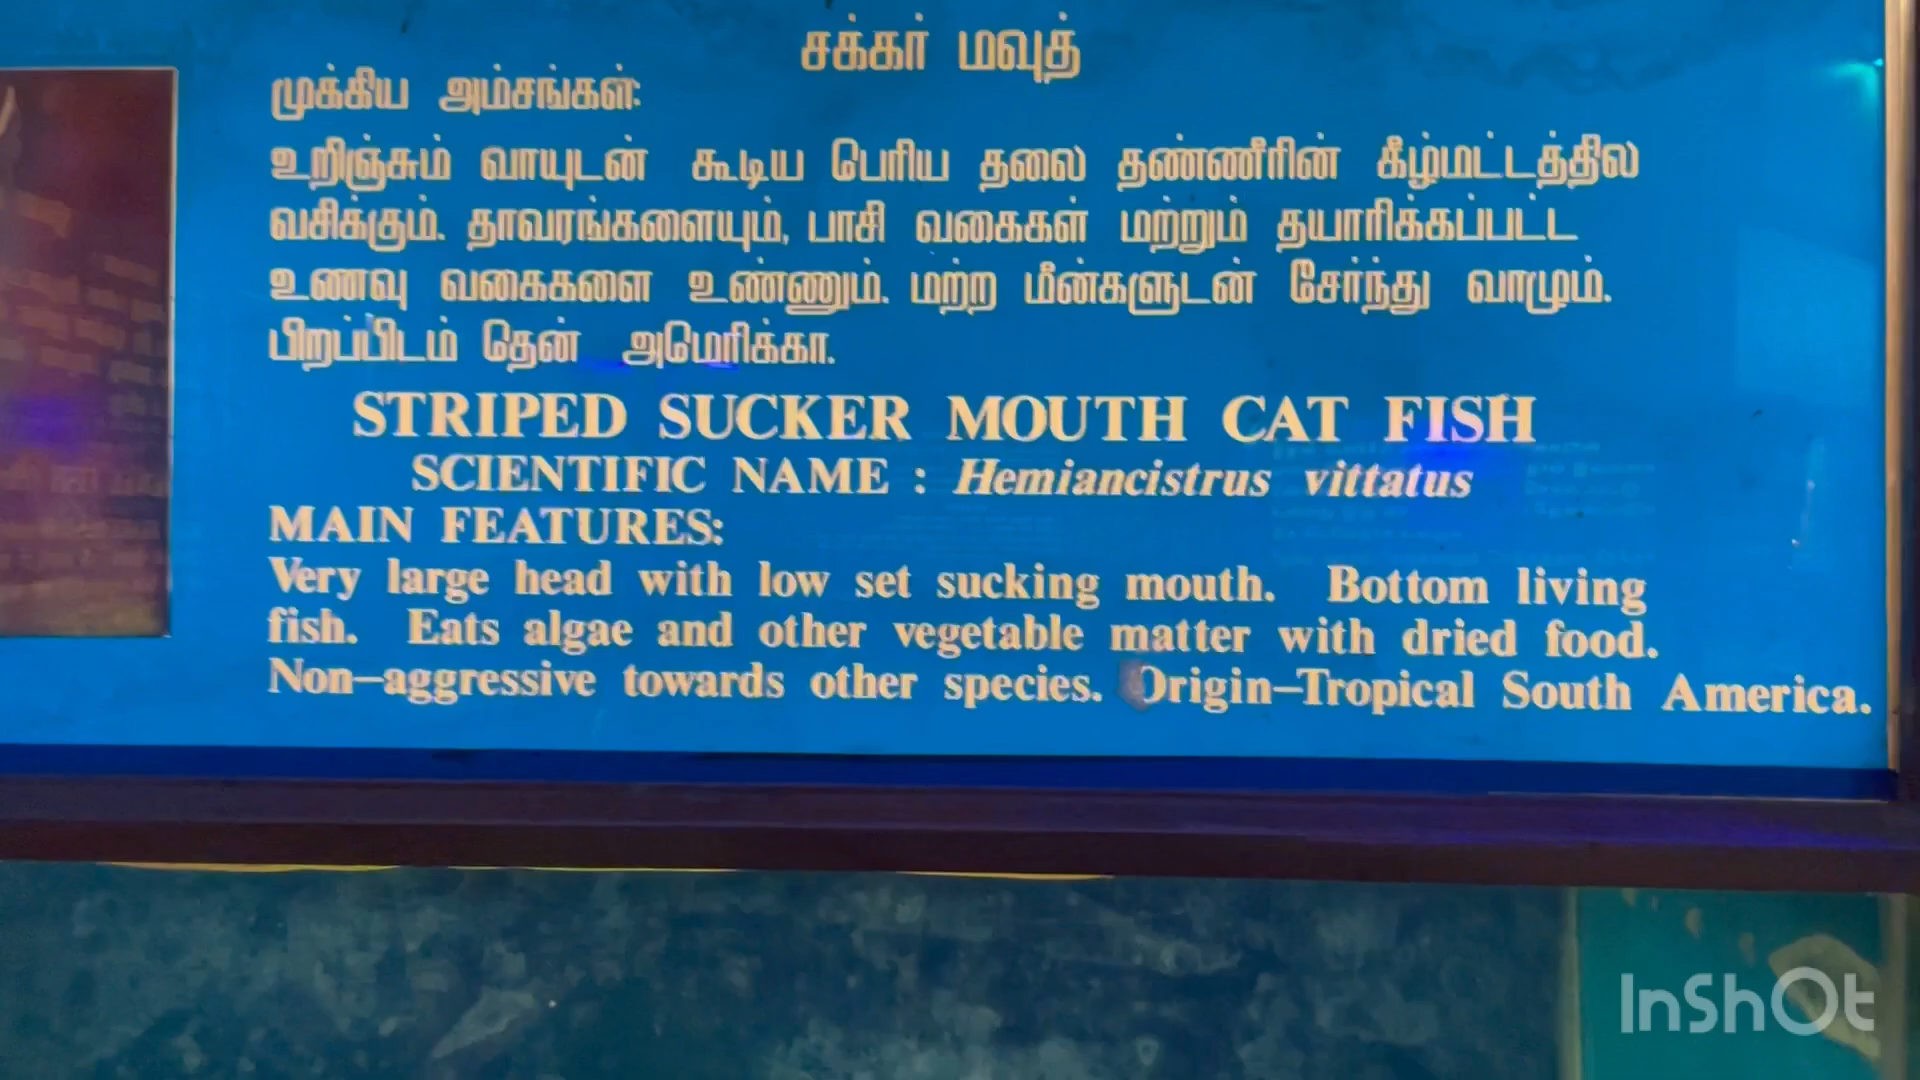 சக்கர் மவுத்
முக்கிய அம்சங்கள்:
உறிஞ்சும் வாயுடன் கூடிய பெரிய தலை தண்ணீரின் கீழ்மட்டத்தில
வசிக்கும். தாவரங்களையும், பாசி வகைகள் மற்றும் தயாரிக்கப்பட்ட
உணவு வகைகளை உண்ணும். மற்ற மீன்களுடன் சேர்ந்து வாழும்.
பிறப்பிடம் தேன் அமெரிக்கா.
STRIPED SUCKER MOUTH CAT FISH
SCIENTIFIC NAME : Hemiancistrus vittatus
MAIN FEATURES:
Very large head with low set sucking mouth. Bottom living
fish. Eats algae and other vegetable matter with dried food.
Non-aggressive towards other species. Origin-Tropical South America.
InShOt